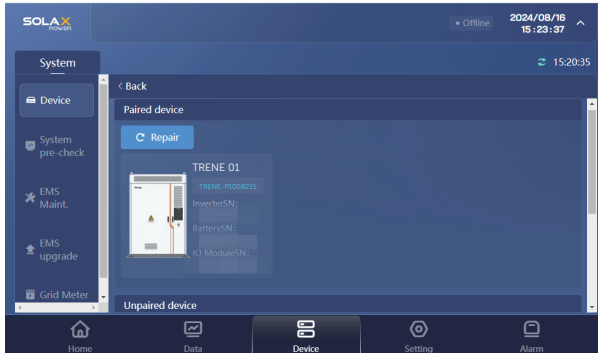 SOLAX
POWER
Offline
2024/08/16
15:23:37
System
15:20:35
Device
System
pre-check
EMS
Maint.
EMS
upgrade
Grid Meter
< Back
Paired device
Repair
TRENE 01
TRENE-P1008215
InverterSN:
BatterySN:
IO ModuleSN:
Unpaired device
Home
Data
Device
Setting
Alarm